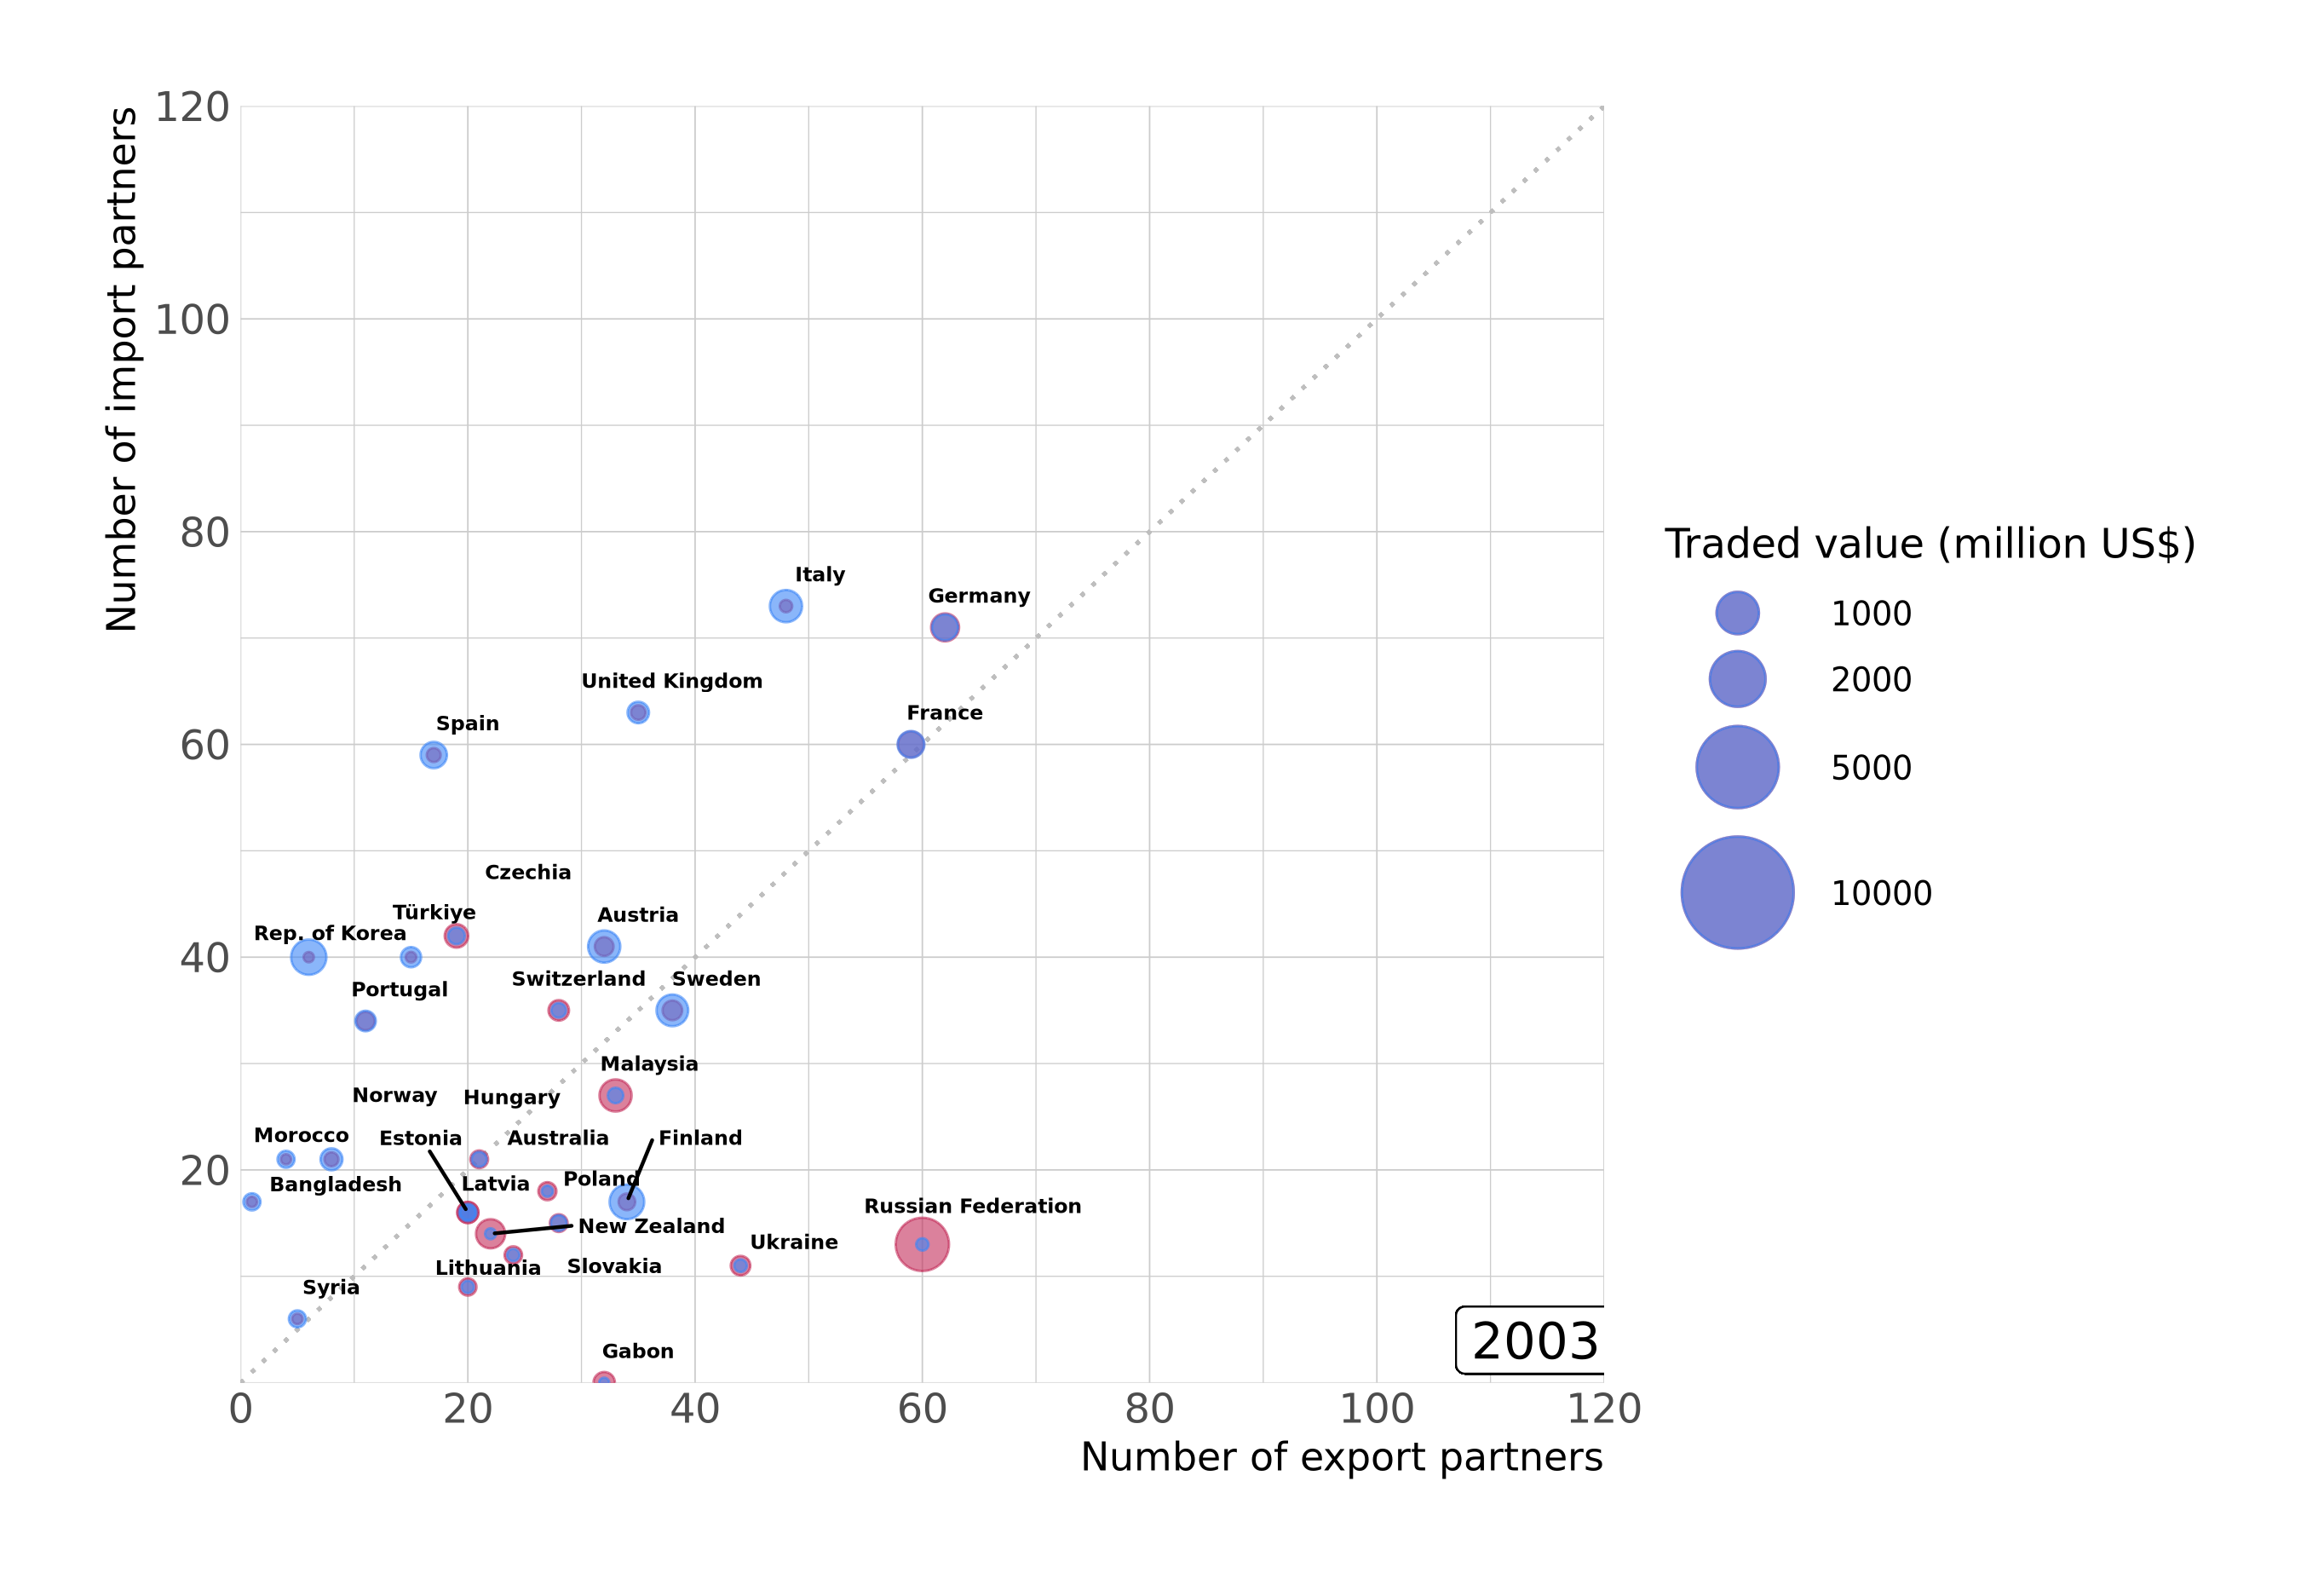 Number of import partners
120
100
80
60
40
20
Italy
Germany
United Kingdom
France
Spain
Czechia
Türkiye
Austria
Rep. of Korea
Switzerland
Sweden
Portugal
Malaysia
Norway
Hungary
Morocco
Estonia
Australia
Finland
Bangladesh
Latvia
Poland
Russian Federation
New Zealand
Ukraine
Lithuania
Slovakia
Syria
Gabon
2003
0
20
40
60
80
100
120
Number of export partners
Traded value (million US$)
1000
2000
5000
10000